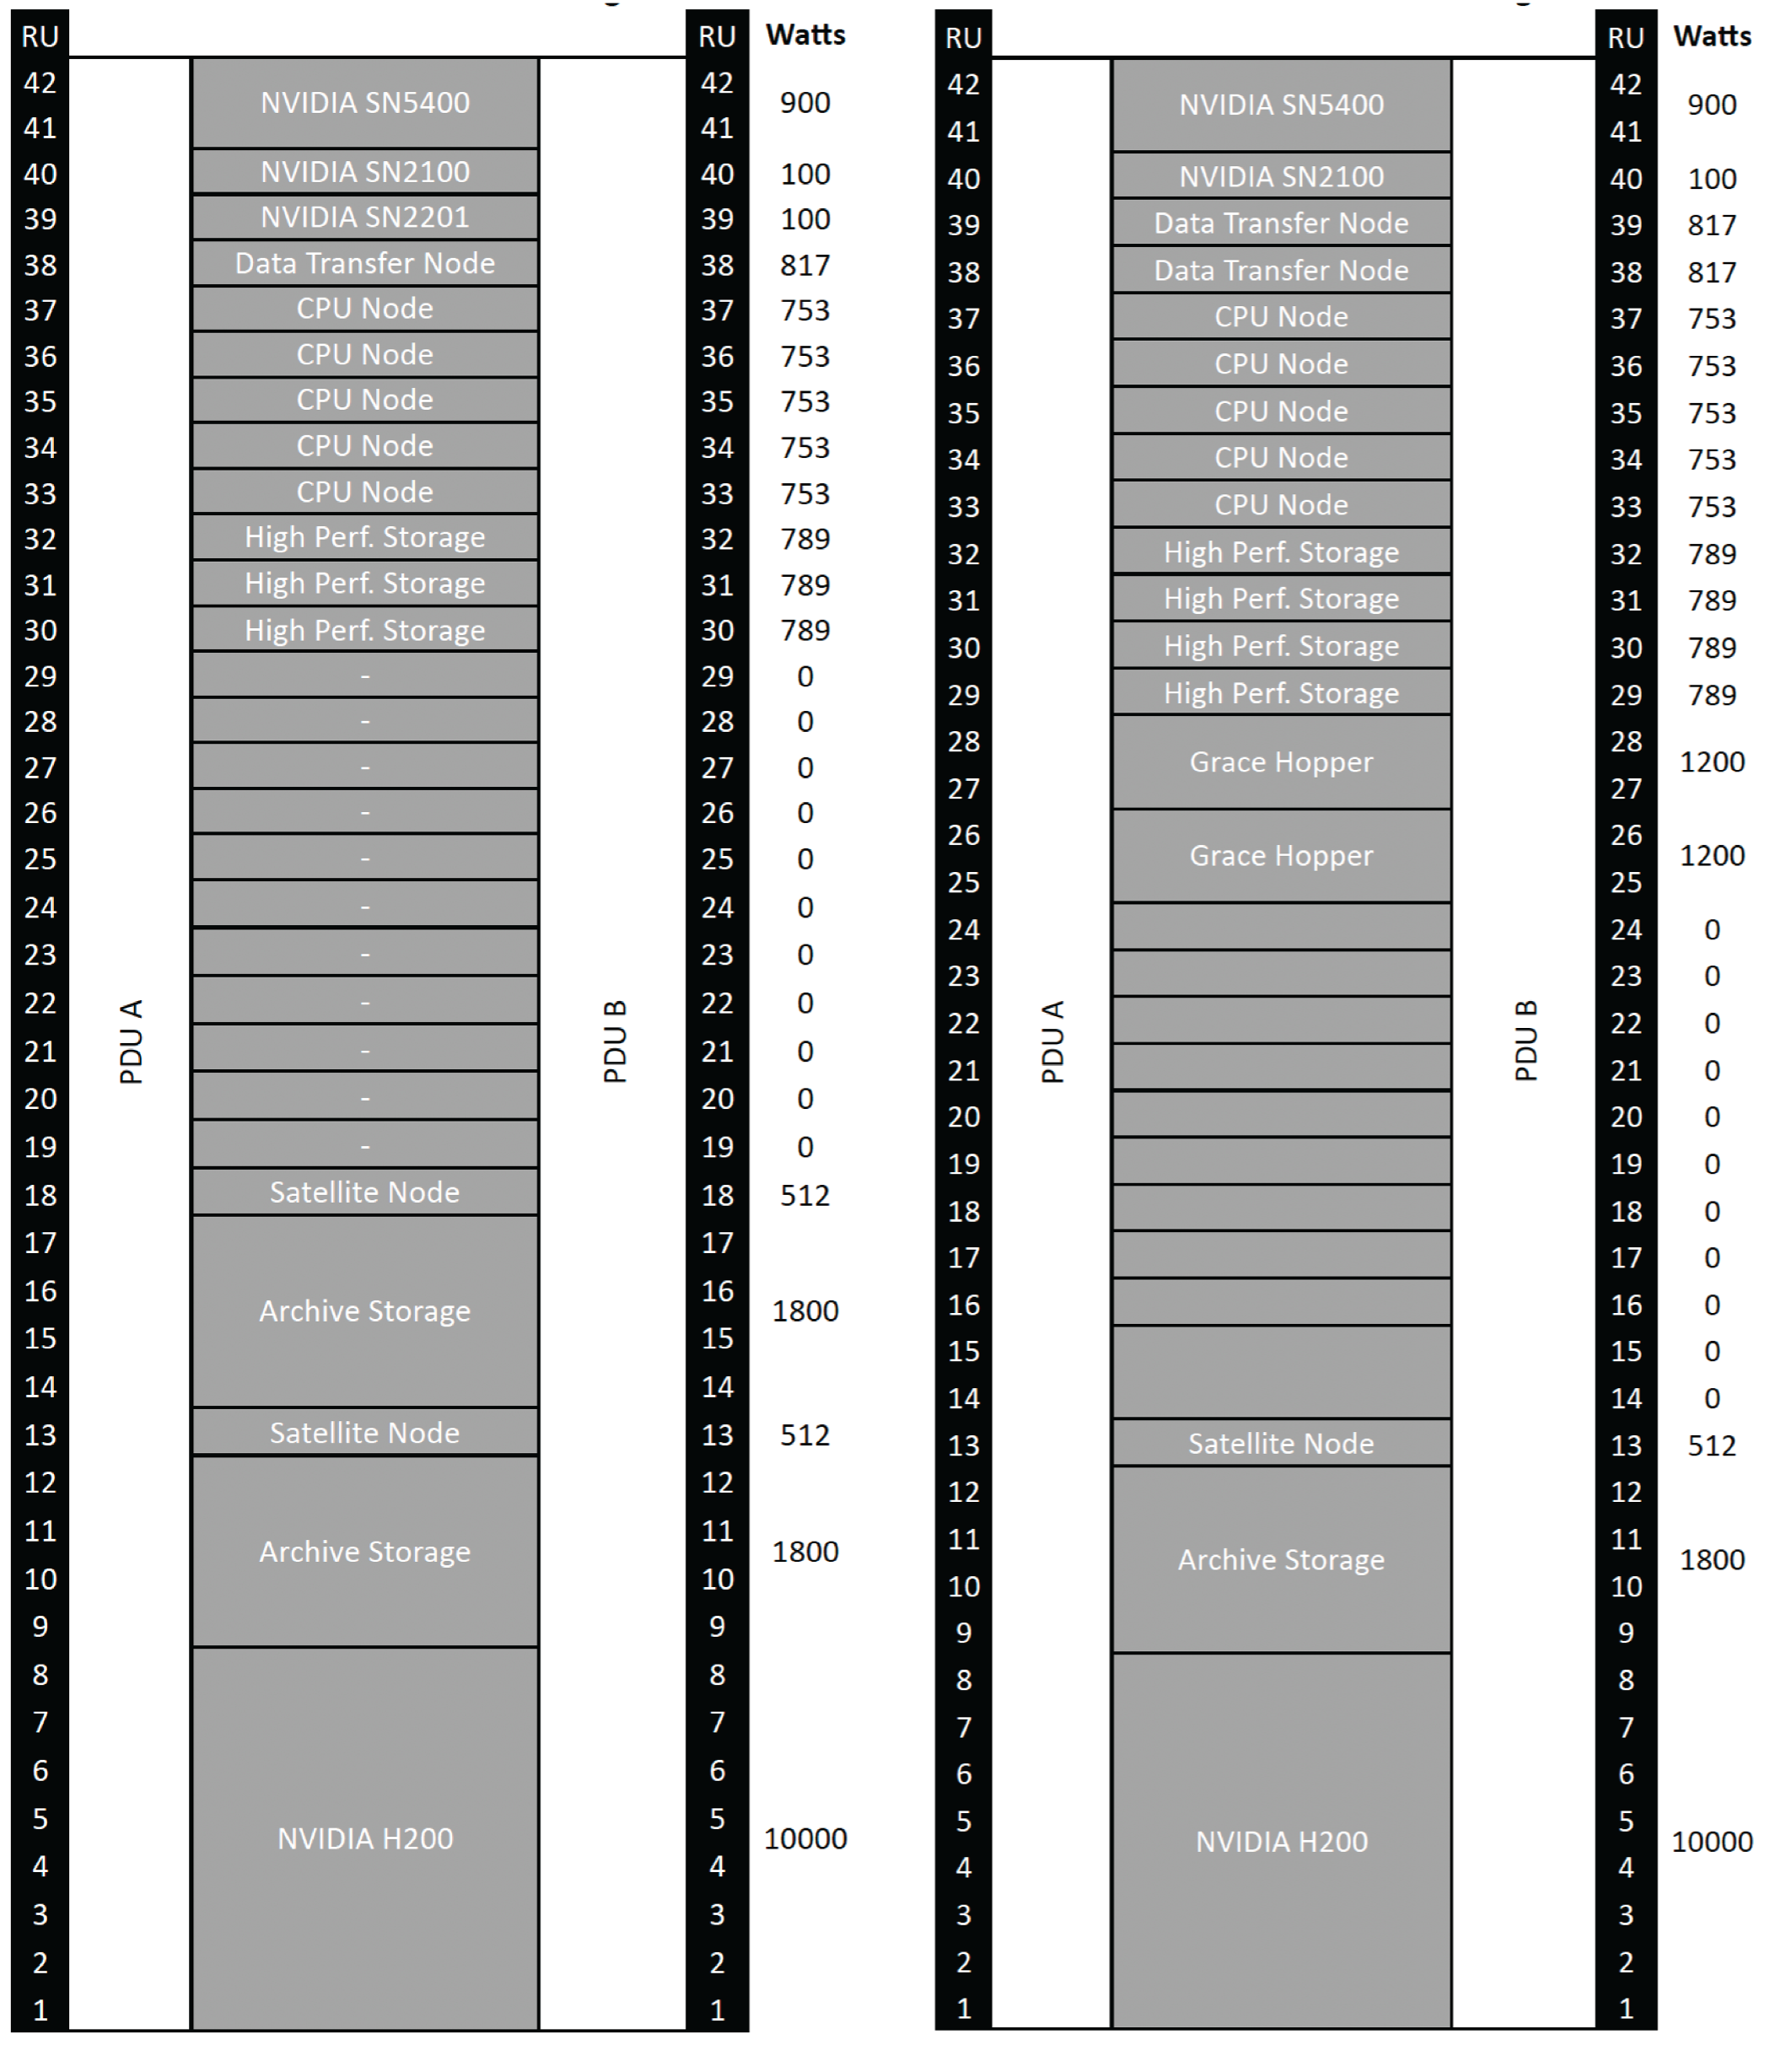 RU RU Watts
42 NVIDIA SN5400 42 900
41 41
40 NVIDIA SN2100 40 100
39 NVIDIA SN2201 39 100
38 Data Transfer Node 38 817
37 CPU Node 37 753
36 CPU Node 36 753
35 CPU Node 35 753
34 CPU Node 34 753
33 CPU Node 33 753
32 High Perf. Storage 32 789
31 High Perf. Storage 31 789
30 High Perf. Storage 30 789
29 - 29 0
28 - 28 0
27 - 27 0
26 - 26 0
25 - 25 0
24 - 24 0
23 - 23 0
22 - 22 0
21 - 21 0
20 - 20 0
19 - 19 0
18 Satellite Node 18 512
17 17
16 Archive Storage 16 1800
15 15
14 14
13 Satellite Node 13 512
12 12
11 Archive Storage 11 1800
10 10
9 9
8 8
7 7
6 6
5 NVIDIA H200 5 10000
4 4
3 3
2 2
1 1
PDU A
PDU B
RU RU Watts
42 NVIDIA SN5400 42 900
41 41
40 NVIDIA SN2100 40 100
39 Data Transfer Node 39 817
38 Data Transfer Node 38 817
37 CPU Node 37 753
36 CPU Node 36 753
35 CPU Node 35 753
34 CPU Node 34 753
33 CPU Node 33 753
32 High Perf. Storage 32 789
31 High Perf. Storage 31 789
30 High Perf. Storage 30 789
29 High Perf. Storage 29 789
28 Grace Hopper 28 1200
27 27
26 Grace Hopper 26 1200
25 25
24 24 0
23 23 0
22 22 0
21 21 0
20 20 0
19 19 0
18 18 0
17 17 0
16 16 0
15 15 0
14 14 0
13 Satellite Node 13 512
12 12
11 Archive Storage 11 1800
10 10
9 9
8 8
7 7
6 6
5 NVIDIA H200 5 10000
4 4
3 3
2 2
1 1
PDU A
PDU B